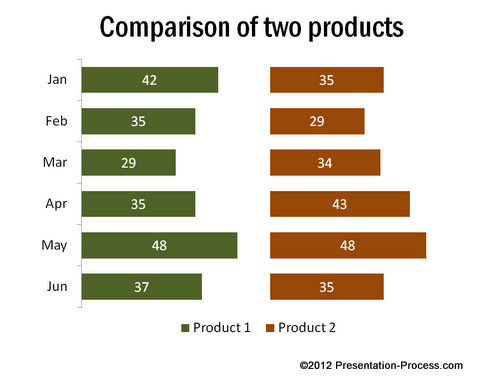 Comparison of two products
Jan 42 35
Feb 35 29
Mar 29 34
Apr 35 43
May 48 48
Jun 37 35
Product 1 Product 2
©2012 Presentation-Process.com